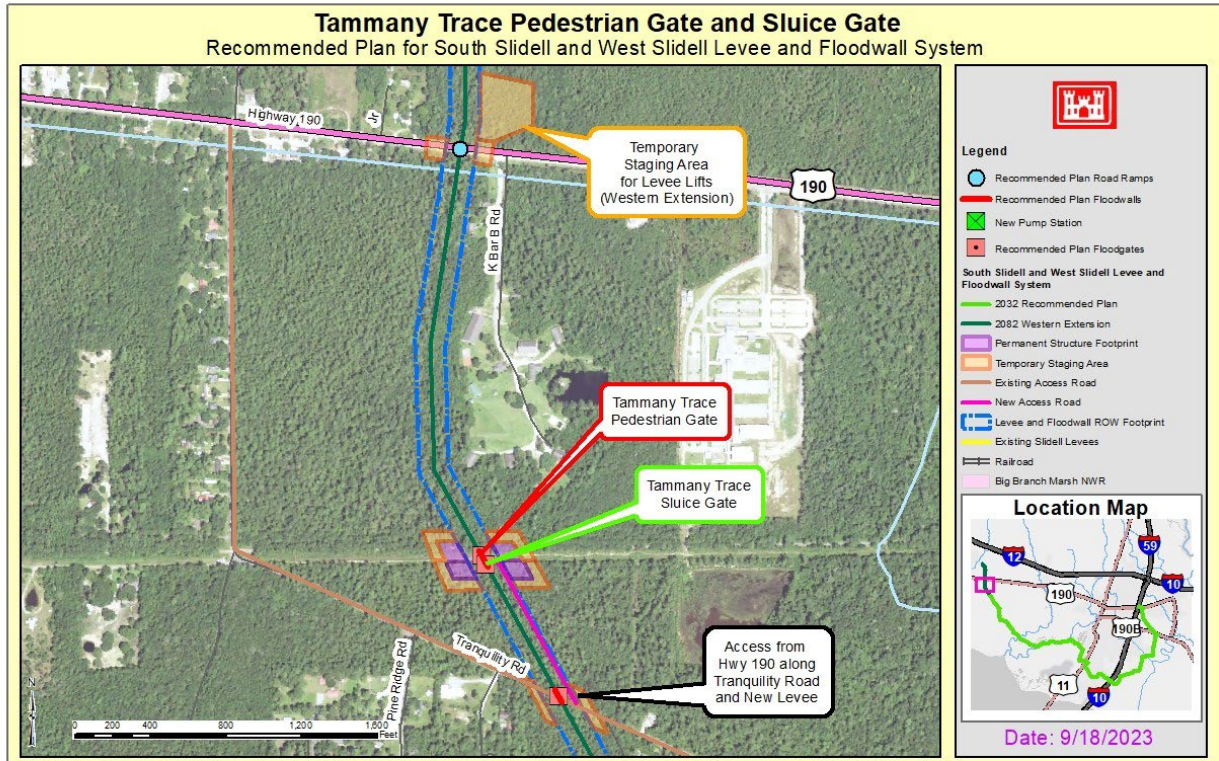 Tammany Trace Pedestrian Gate and Sluice Gate
Recommended Plan for South Slidell and West Slidell Levee and Floodwall System
Highway 190
Jr
Temporary
Staging Area
for Levee Lifts
(Western Extension)
190
K Bar B Rd
Tammany Trace
Pedestrian Gate
Tammany Trace
Sluice Gate
Tranquility Rd
Pine Ridge Rd
Access from
Hwy 190 along
Tranquility Road
and New Levee
N
0 200 400 800 1,200 1,600
Feet
Legend
Recommended Plan Road Ramps
Recommended Plan Floodwalls
New Pump Station
Recommended Plan Floodgates
South Slidell and West Slidell Levee and
Floodwall System
2032 Recommended Plan
2082 Western Extension
Permanent Structure Footprint
Temporary Staging Area
Existing Access Road
New Access Road
Levee and Floodwall ROW Footprint
Existing Slidell Levees
Railroad
Big Branch Marsh NWR
Location Map
12
59
10
190
190B
11
10
Date: 9/18/2023